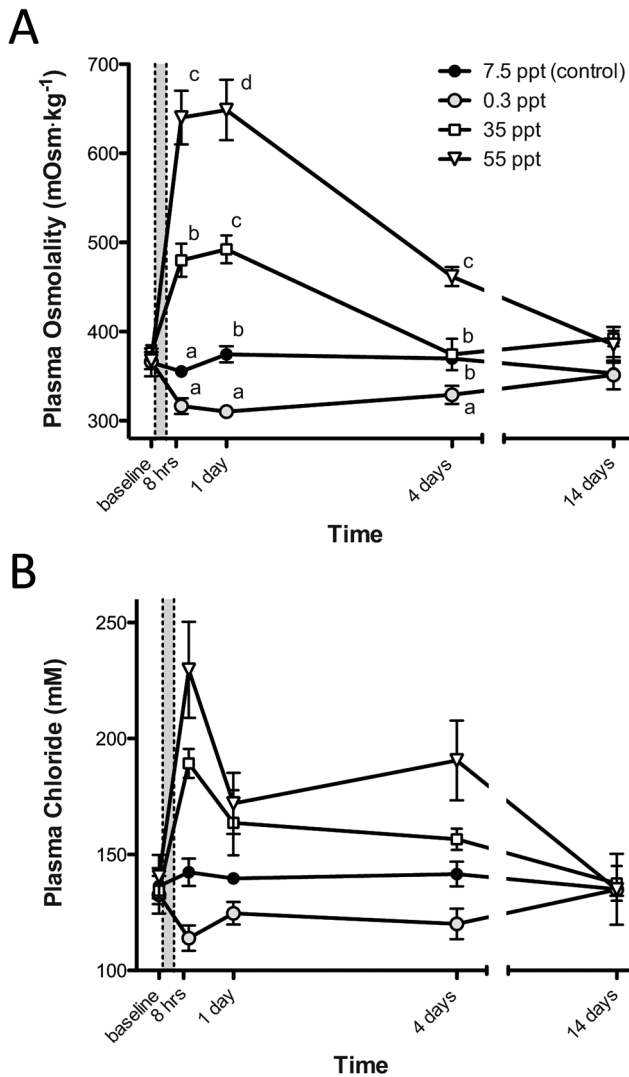 A
700
600
500
400
300
Plasma Osmolality (mOsm·kg⁻¹)
7.5 ppt (control)
0.3 ppt
35 ppt
55 ppt
c
d
b
c
a
b
a
a
c
b
b
a
baseline
8 hrs
1 day
4 days
14 days
Time
B
250
200
150
100
Plasma Chloride (mM)
baseline
8 hrs
1 day
4 days
14 days
Time